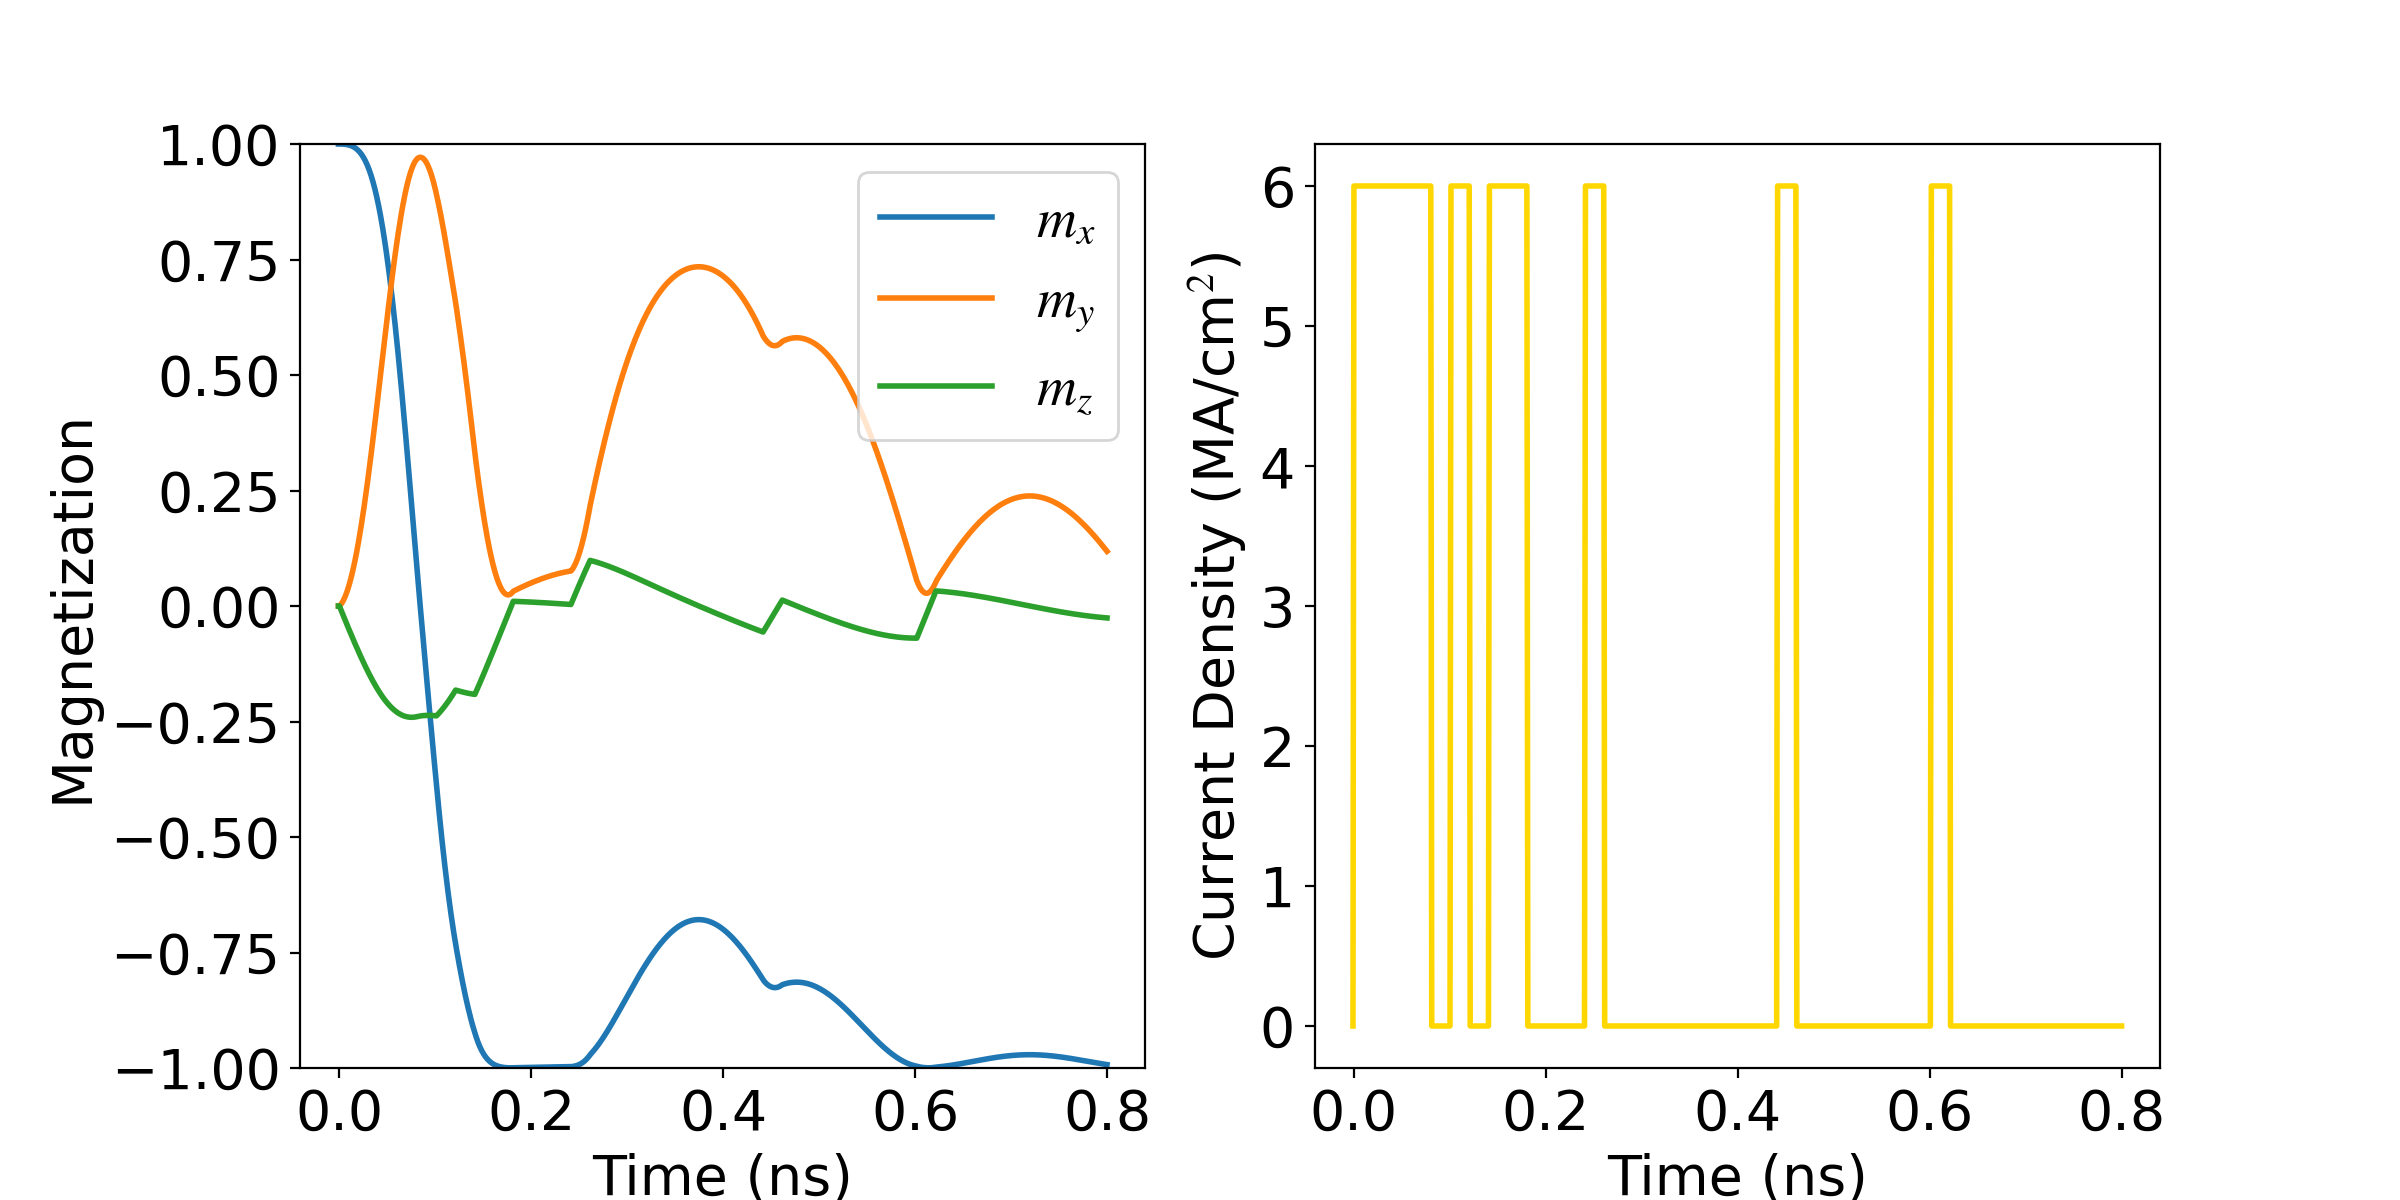 1.00
0.75
0.50
0.25
0.00
−0.25
−0.50
−0.75
−1.00
Magnetization
0.0 0.2 0.4 0.6 0.8
Time (ns)
m_x
m_y
m_z
6
5
4
3
2
1
0
Current Density (MA/cm²)
0.0 0.2 0.4 0.6 0.8
Time (ns)